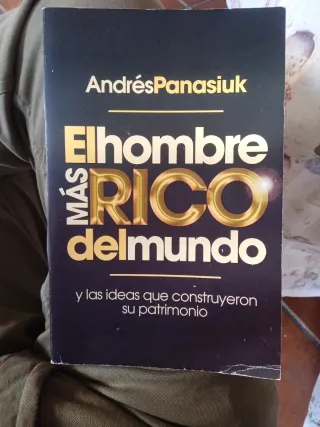 AndrésPanasiuk
Elhombre
MÁS RICO
delmundo
y las ideas que construyeron
su patrimonio